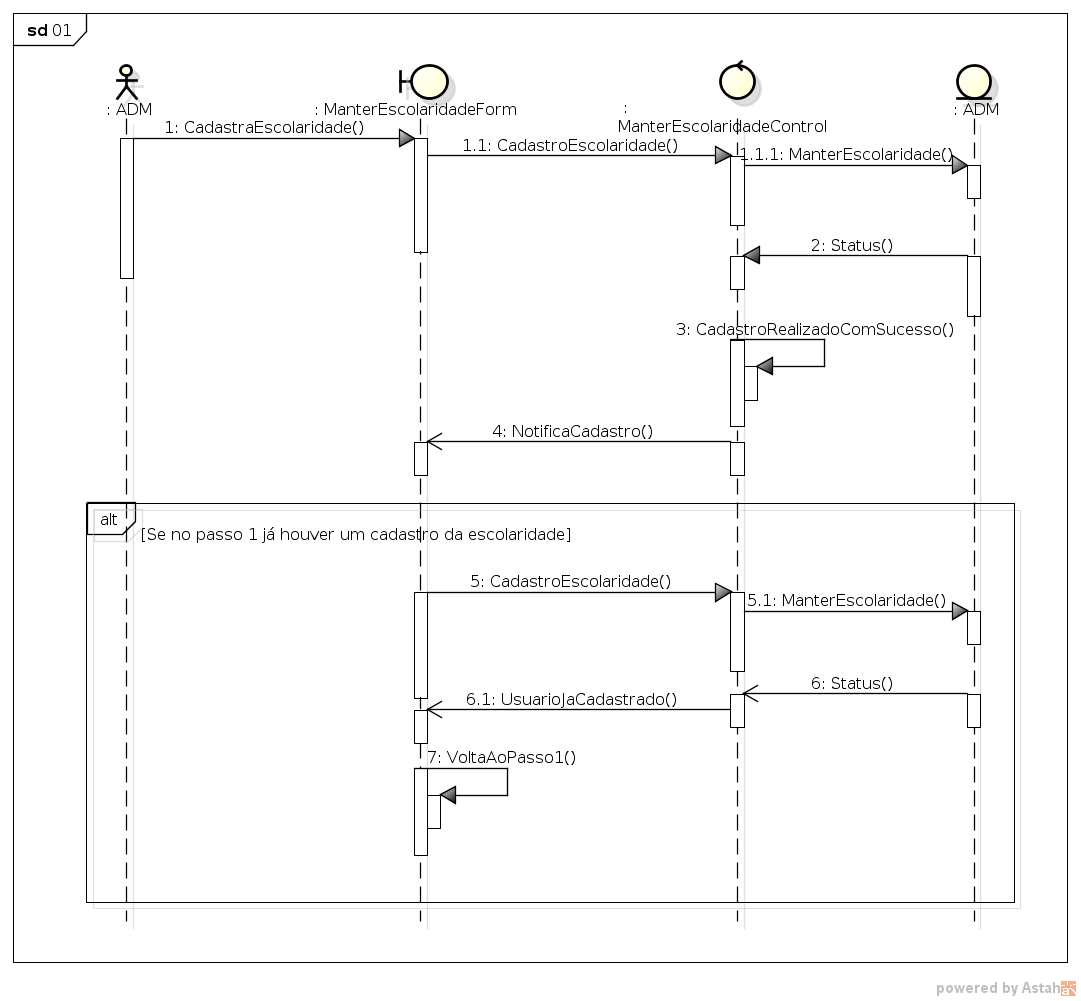 sd 01
: ADM
: ManterEscolaridadeForm
:
ManterEscolaridadeControl
: ADM
1: CadastraEscolaridade()
1.1: CadastroEscolaridade()
1.1.1: ManterEscolaridade()
2: Status()
3: CadastroRealizadoComSucesso()
4: NotificaCadastro()
alt
[Se no passo 1 já houver um cadastro da escolaridade]
5: CadastroEscolaridade()
5.1: ManterEscolaridade()
6: Status()
6.1: UsuarioJaCadastrado()
7: VoltaAoPasso1()
powered by Astah